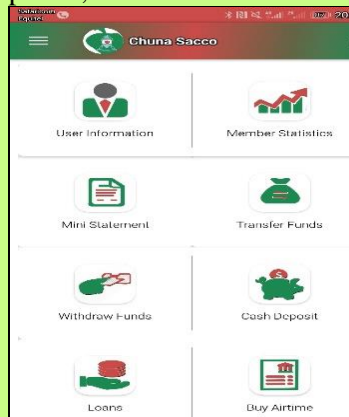 Chuna Sacco
User Information
Member Statistics
Mini Statement
Transfer Funds
Withdraw Funds
Cash Deposit
Loans
Buy Airtime